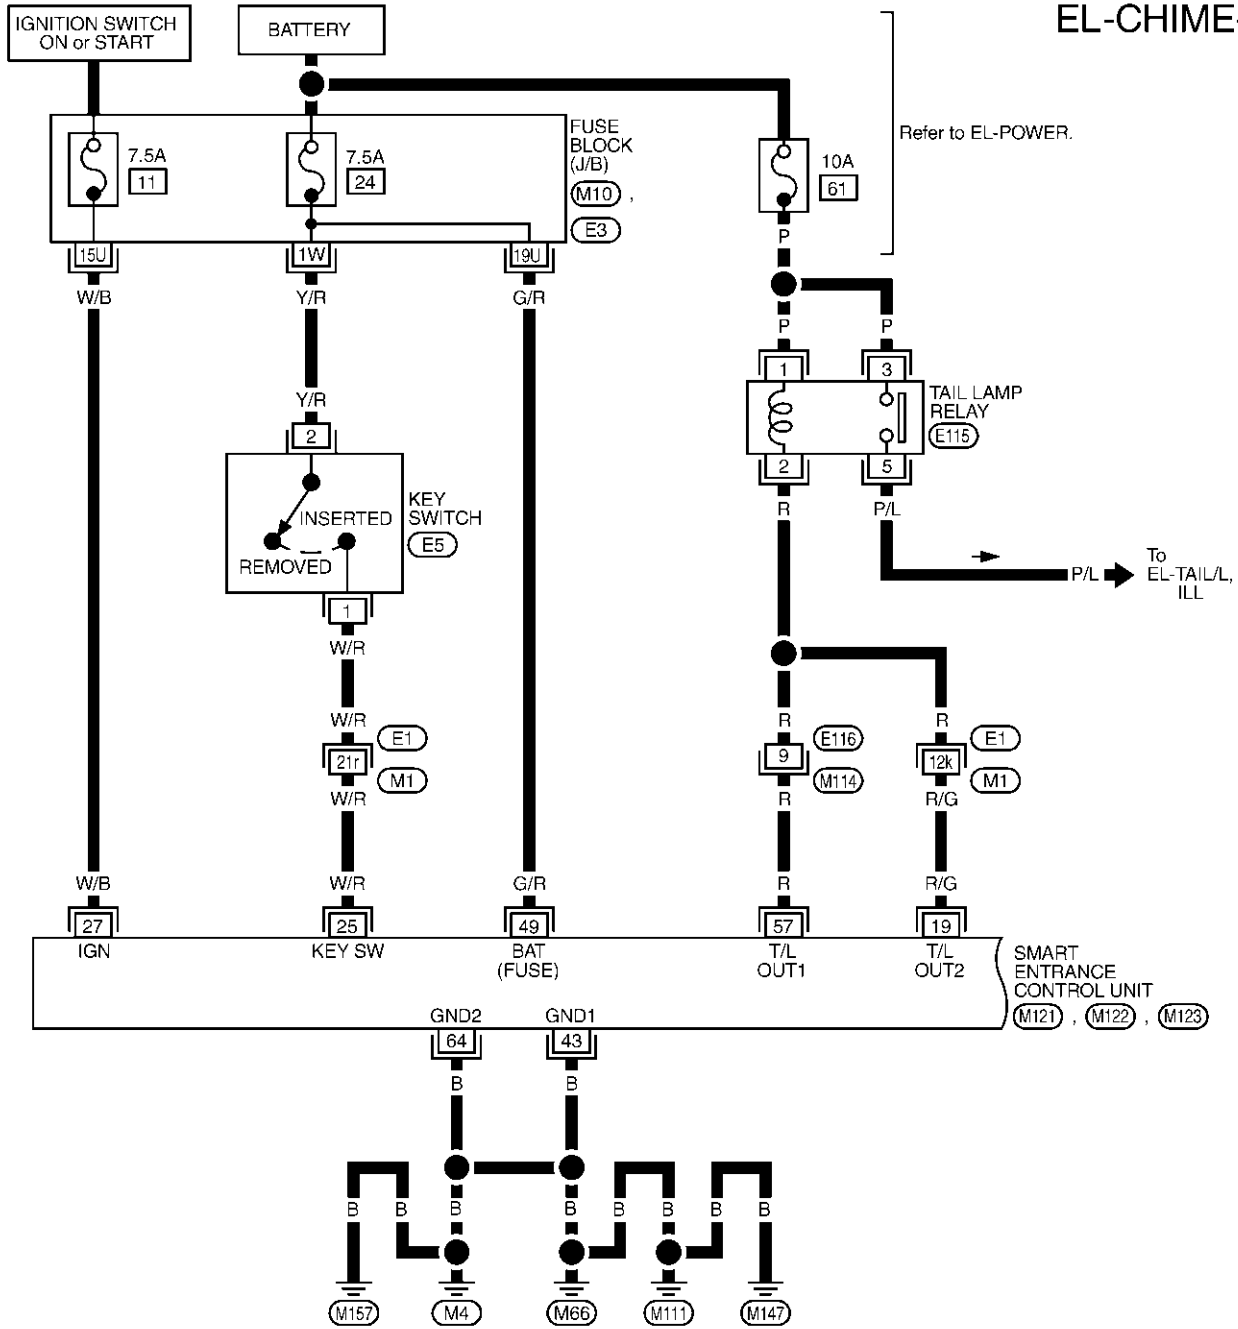 EL-CHIME-
IGNITION SWITCH
ON or START
BATTERY
Refer to EL-POWER.
7.5A
11
7.5A
24
FUSE
BLOCK
(J/B)
M10 ,
E3
10A
61
15U
1W
19U
P
W/B
Y/R
G/R
P
P
Y/R
1
3
TAIL LAMP
RELAY
E115
2
2
5
R
P/L
KEY
SWITCH
E5
INSERTED
REMOVED
P/L
To
EL-TAIL/L,
ILL
1
W/R
W/R
E1
21r
M1
W/R
R
E116
9
M114
R
R
E1
12k
M1
R/G
W/B
W/R
G/R
R
R/G
27
25
49
57
19
IGN
KEY SW
BAT
(FUSE)
T/L
OUT1
T/L
OUT2
SMART
ENTRANCE
CONTROL UNIT
M121 , M122 , M123
GND2
GND1
64
43
B
B
B
B
B
B
B
B
B
B
M157
M4
M66
M111
M147